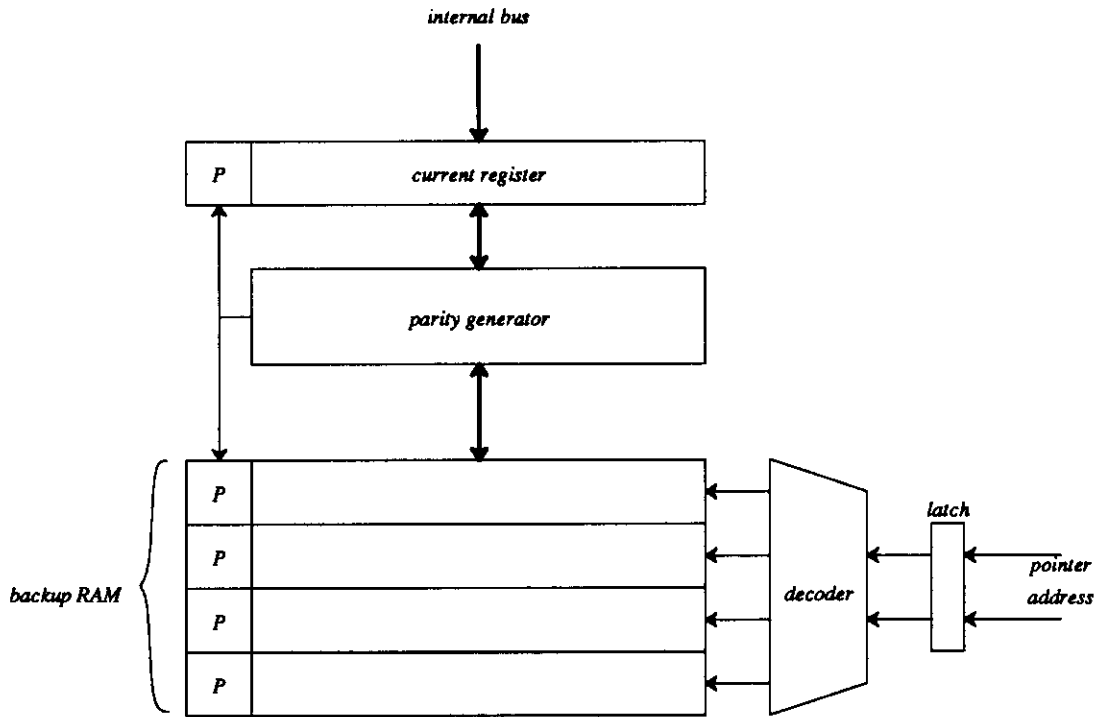 internal bus
P
current register
parity generator
P
P
P
P
backup RAM
decoder
latch
pointer
address